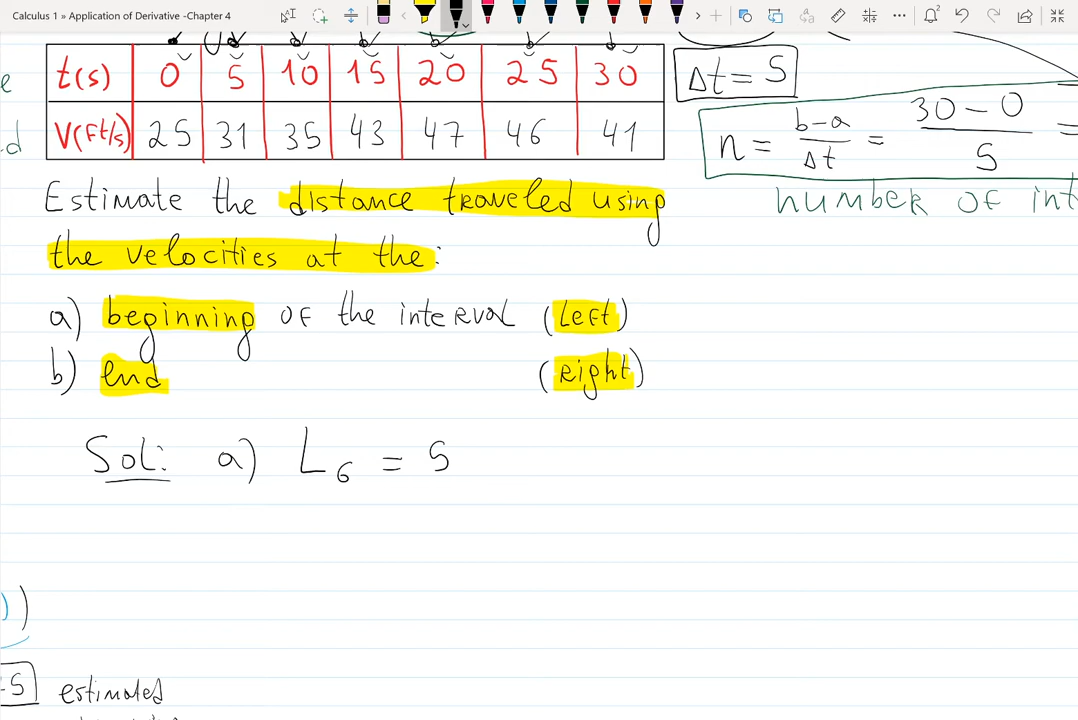 Calculus 1 » Application of Derivative -Chapter 4
t(s) 0 5 10 15 20 25 30
V(Ft/s) 25 31 35 43 47 46 41
Δt = 5
n = b-a / Δt = 30-0 / 5 =
number of int
e
d
Estimate the distance traveled using
the velocities at the:
a) beginning of the interval (Left)
b) end (Right)
Sol: a) L6 = 5
)
-5 estimated